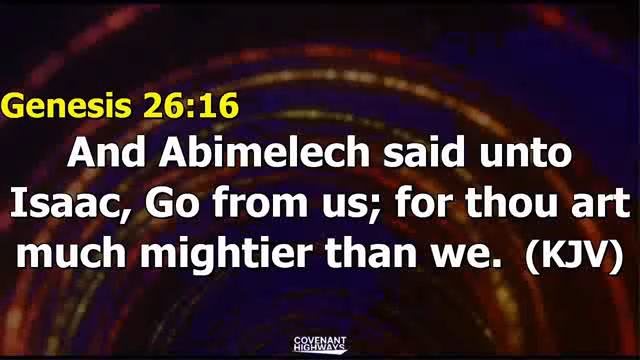 Genesis 26:16
And Abimelech said unto
Isaac, Go from us; for thou art
much mightier than we. (KJV)
COVENANT
HIGHWAYS